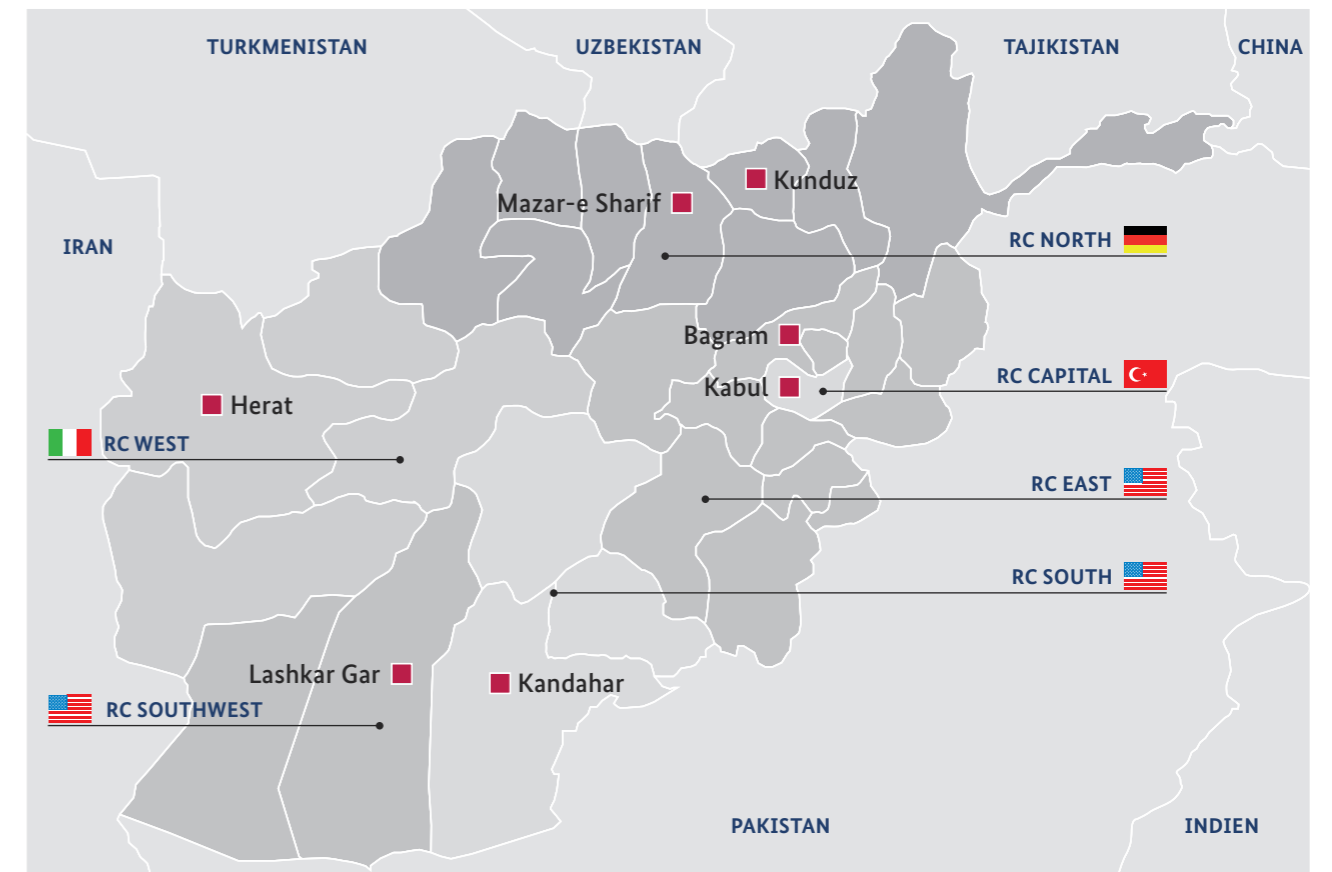 TURKMENISTAN
UZBEKISTAN
TAJIKISTAN
CHINA
Kunduz
Mazar-e Sharif
IRAN
RC NORTH
Bagram
RC CAPITAL
Kabul
Herat
RC WEST
RC EAST
RC SOUTH
Lashkar Gar
Kandahar
RC SOUTHWEST
PAKISTAN
INDIEN